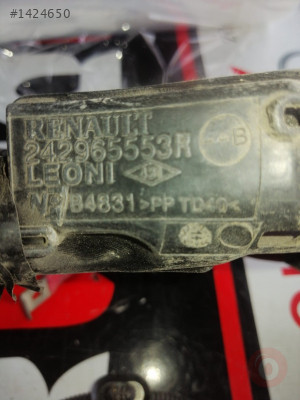 #1424650
RENAULT
242965553R
LEONI
B4831 >PP TD40<
B